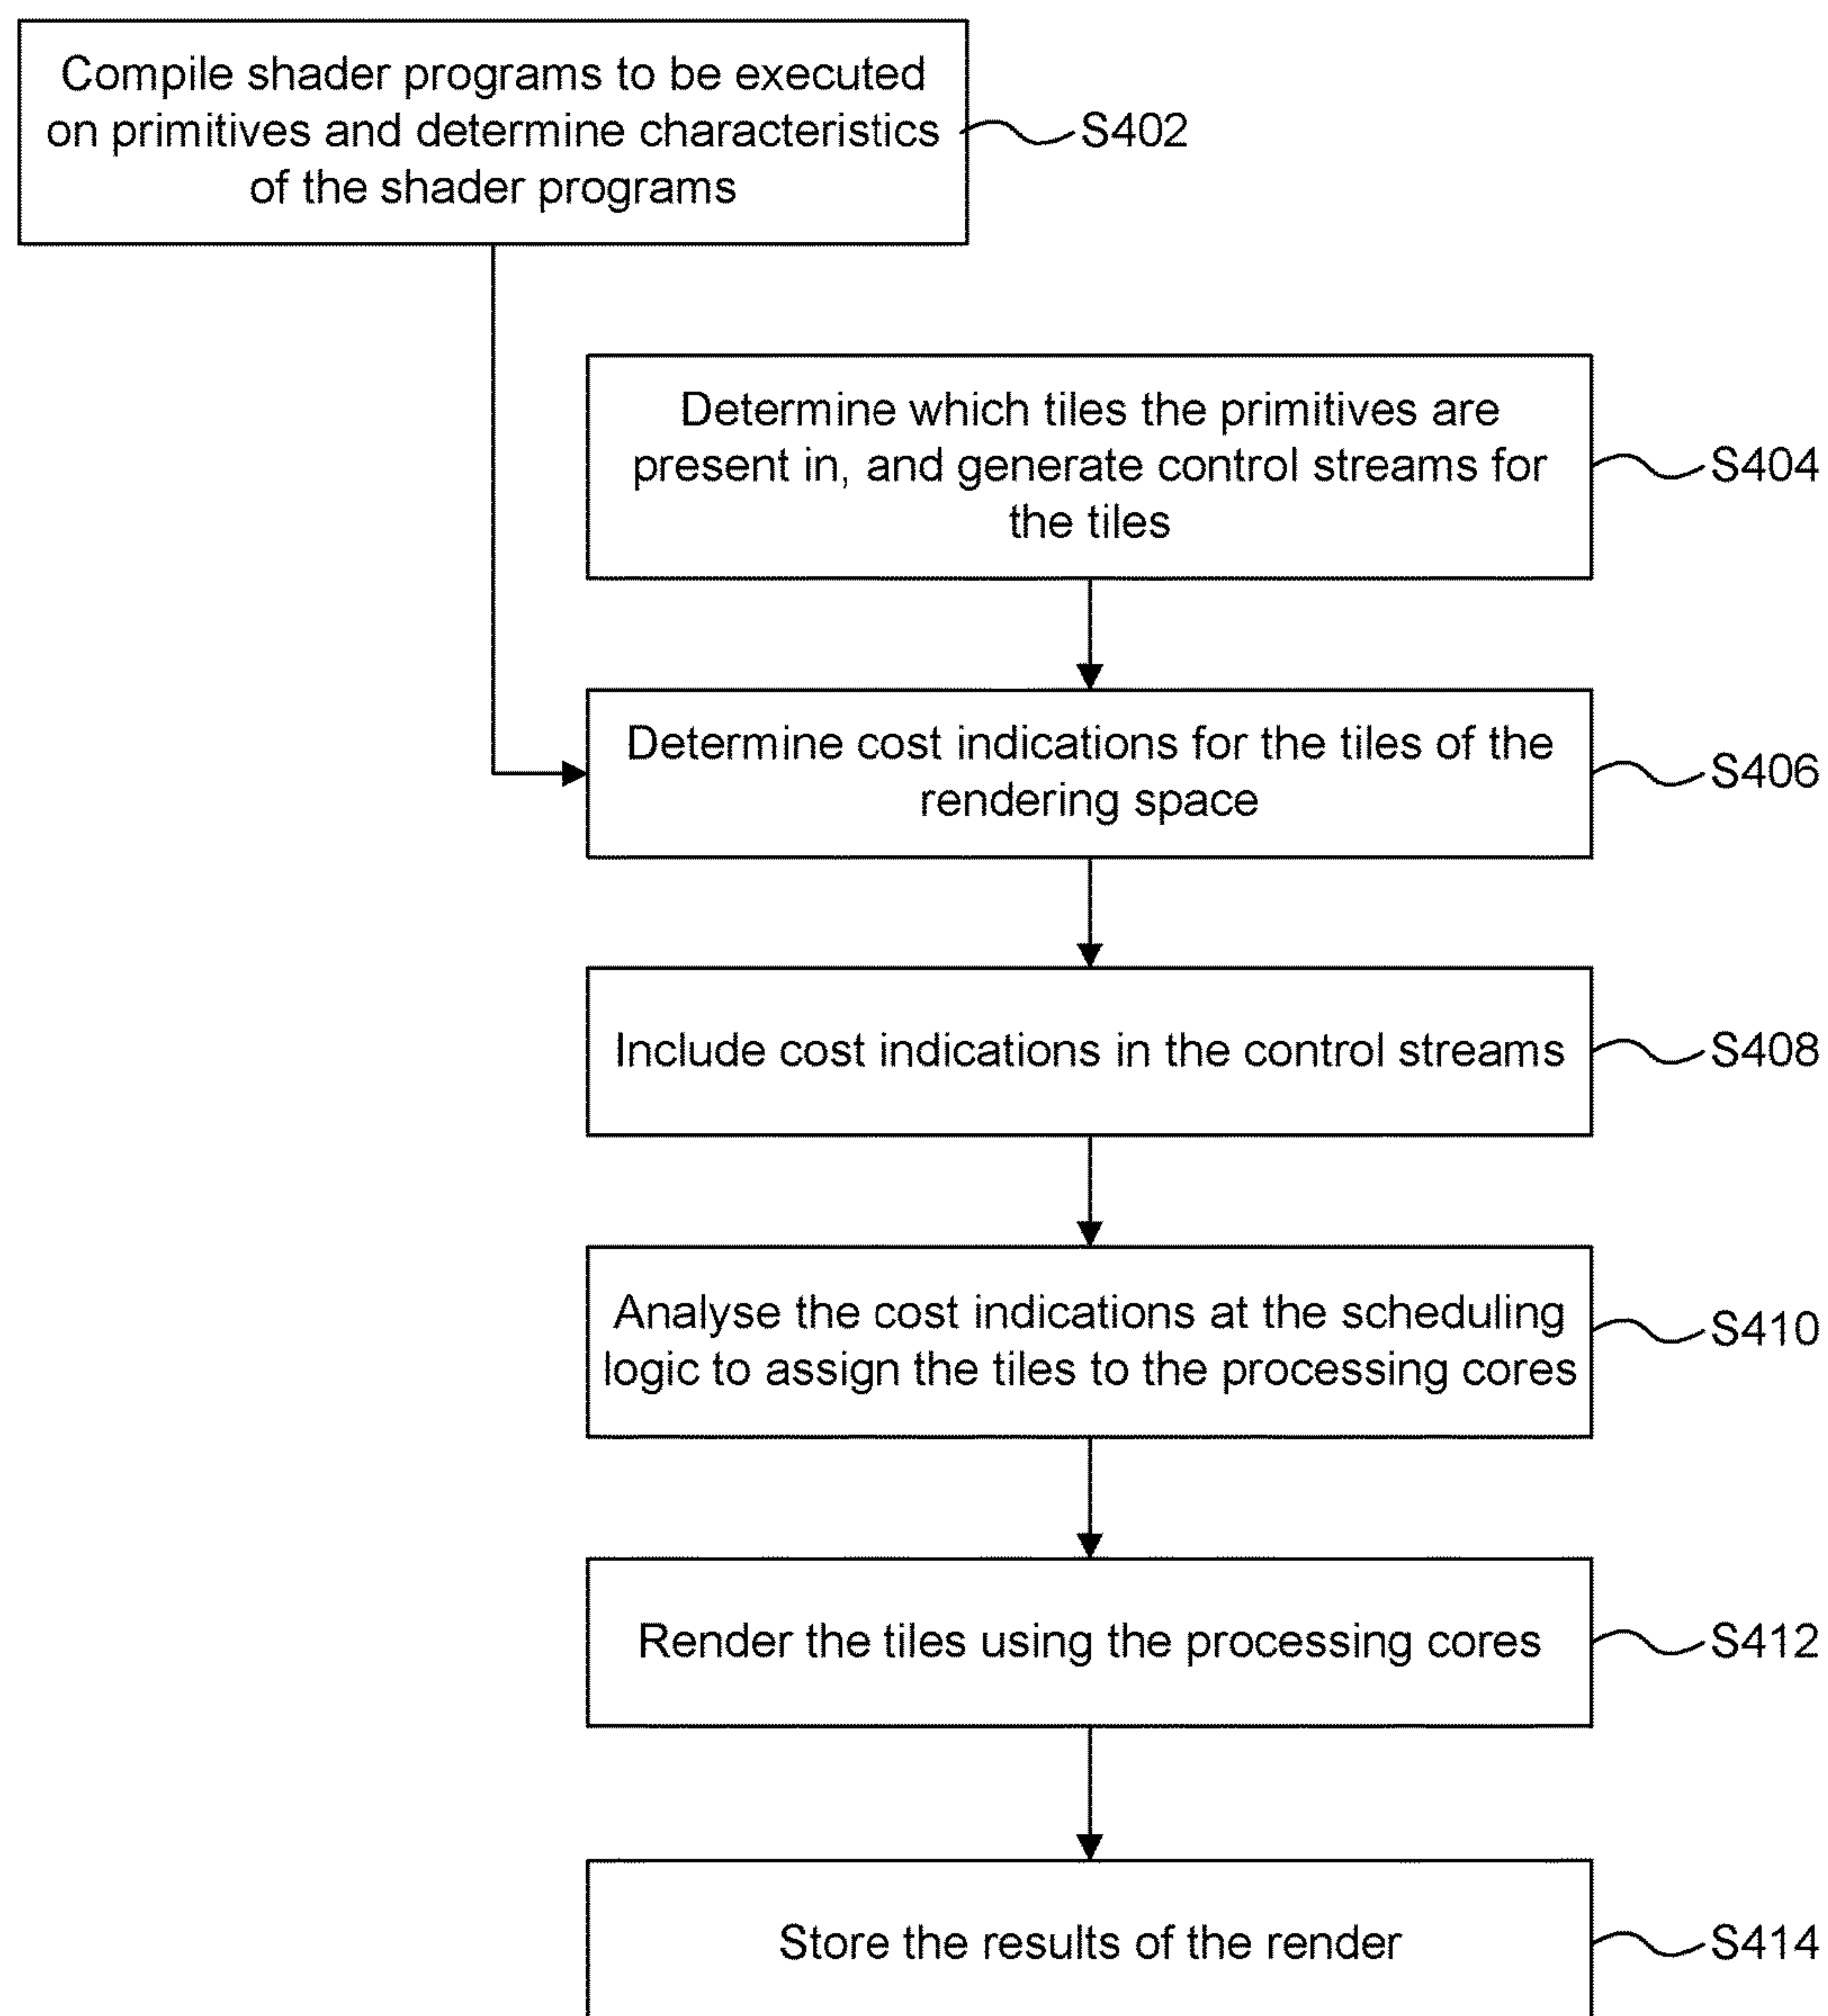 Compile shader programs to be executed
on primitives and determine characteristics
of the shader programs
S402
Determine which tiles the primitives are
present in, and generate control streams for
the tiles
S404
Determine cost indications for the tiles of the
rendering space
S406
Include cost indications in the control streams
S408
Analyse the cost indications at the scheduling
logic to assign the tiles to the processing cores
S410
Render the tiles using the processing cores
S412
Store the results of the render
S414